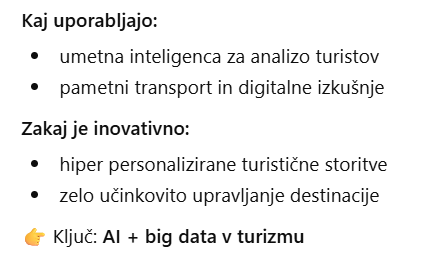 Kaj uporabljajo:
• umetna inteligenca za analizo turistov
• pametni transport in digitalne izkušnje
Zakaj je inovativno:
• hiper personalizirane turistične storitve
• zelo učinkovito upravljanje destinacije
👉 Ključ: AI + big data v turizmu